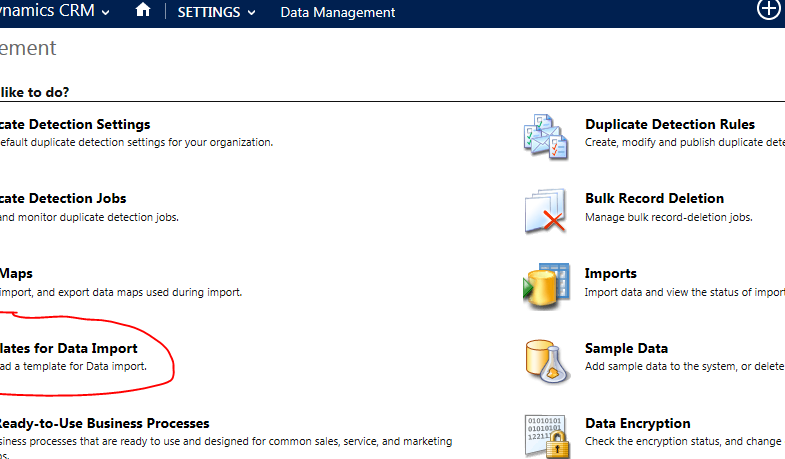 ynamics CRM SETTINGS Data Management
ement
like to do?
cate Detection Settings
efault duplicate detection settings for your organization.
Duplicate Detection Rules
Create, modify and publish duplicate dete
cate Detection Jobs
and monitor duplicate detection jobs.
Bulk Record Deletion
Manage bulk record-deletion jobs.
Maps
import, and export data maps used during import.
Imports
Import data and view the status of import
lates for Data Import
ad a template for Data import.
Sample Data
Add sample data to the system, or delete
Ready-to-Use Business Processes
siness processes that are ready to use and designed for common sales, service, and marketing
ns.
Data Encryption
Check the encryption status, and change
01010101
01010101